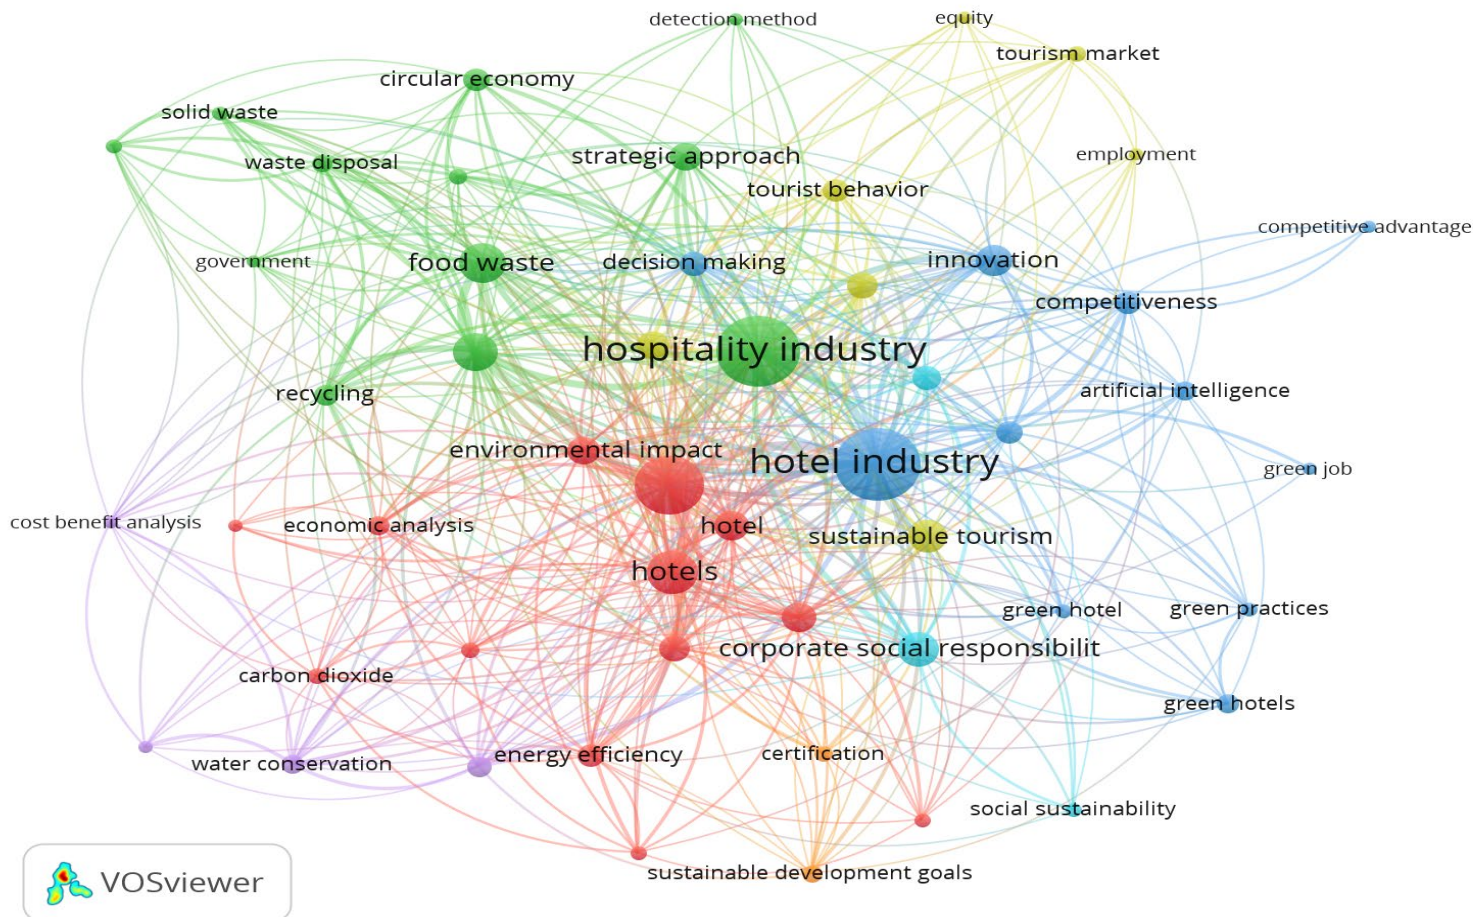 detection method
equity
tourism market
circular economy
solid waste
waste disposal
strategic approach
employment
tourist behavior
competitive advantage
government
food waste
decision making
innovation
competitiveness
hospitality industry
recycling
artificial intelligence
environmental impact
hotel industry
green job
cost benefit analysis
economic analysis
hotel
sustainable tourism
hotels
green hotel
green practices
corporate social responsibilit
carbon dioxide
green hotels
water conservation
energy efficiency
certification
social sustainability
sustainable development goals
VOSviewer